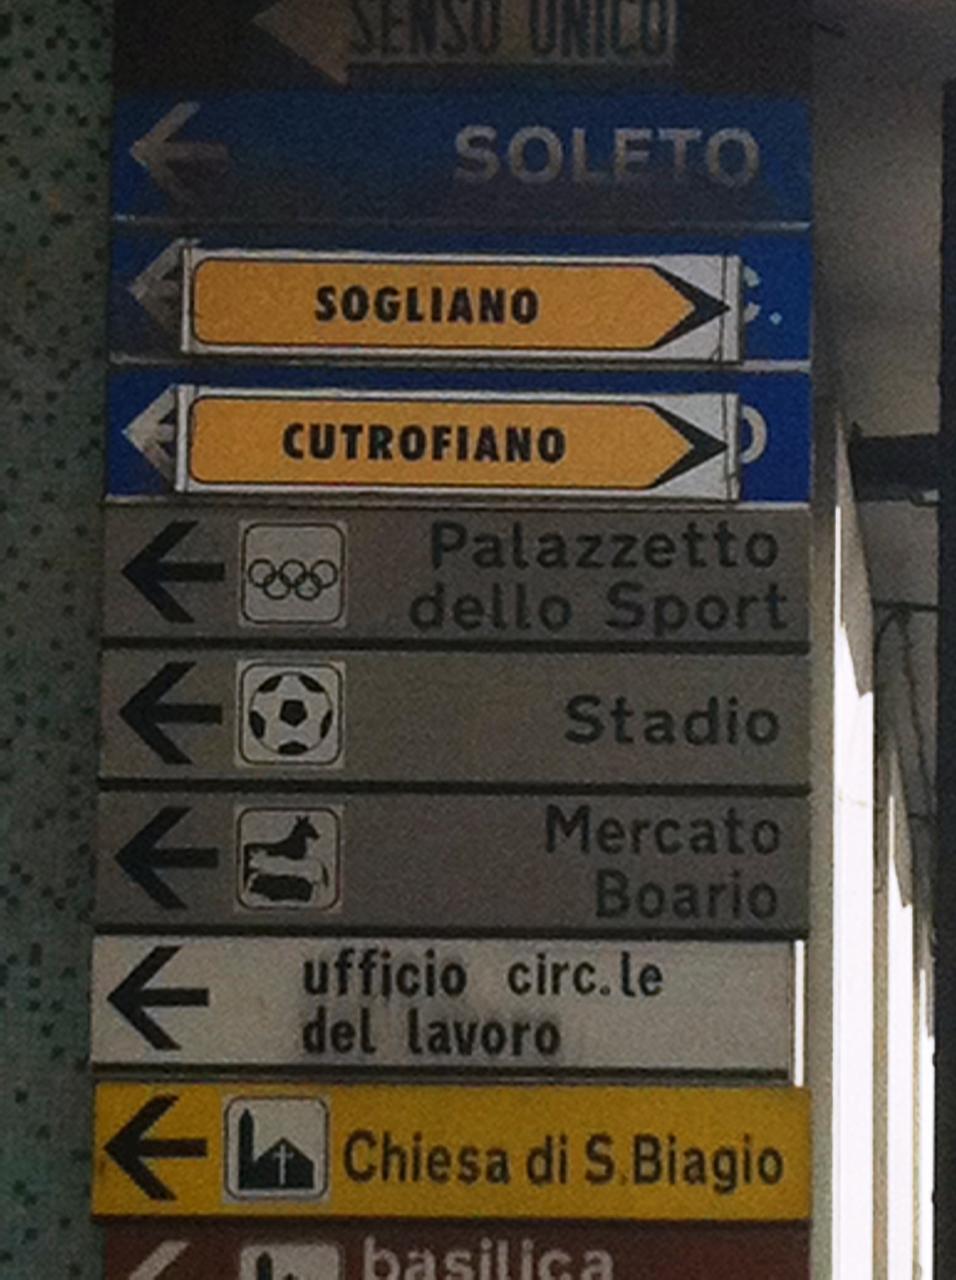 SENSO UNICO
SOLETO
SOGLIANO
C.
CUTROFIANO
O
Palazzetto
dello Sport
Stadio
Mercato
Boario
ufficio circ.le
del lavoro
Chiesa di S.Biagio
basilica